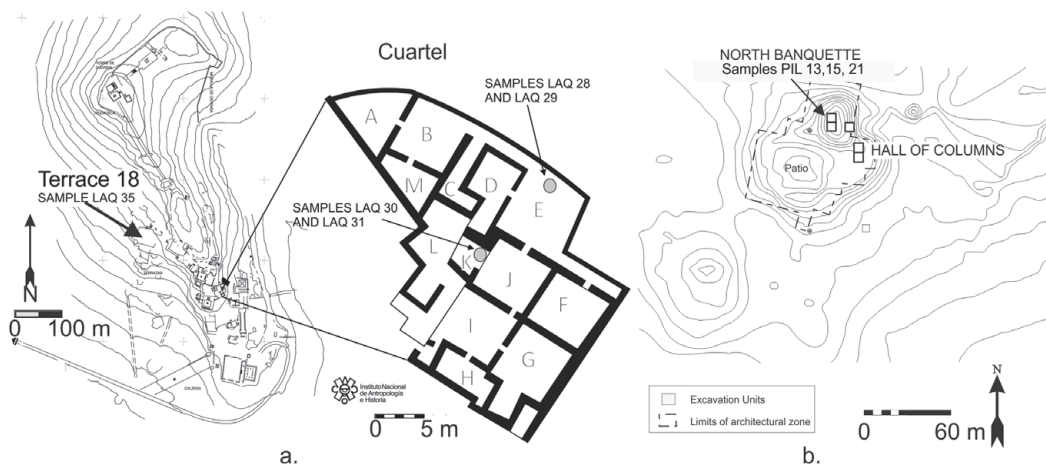 Cuartel
SAMPLES LAQ 28
AND LAQ 29
A
B
M
C
D
E
SAMPLES LAQ 30
AND LAQ 31
L
K
J
F
I
G
H
Terrace 18
SAMPLE LAQ 35
TERRAZAS
CALZADA
N
0 100 m
Instituto Nacional
de Antropología
e Historia
0 5 m
a.
NORTH BANQUETTE
Samples PIL 13,15, 21
HALL OF COLUMNS
Patio
Excavation Units
Limits of architectural zone
N
0 60 m
b.